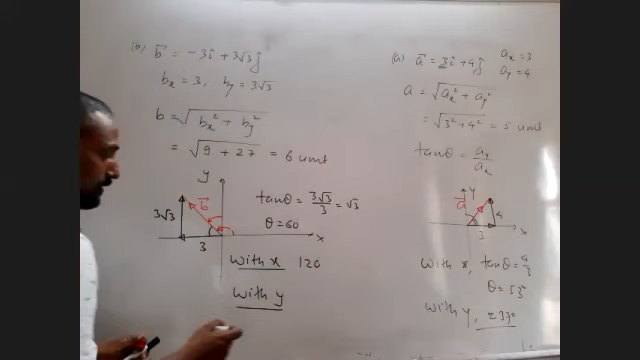 (b) b⃗ = -3î + 3√3 ĵ
bx = 3, by = 3√3
b = √(bx² + by²)
= √(9 + 27) = 6 unit
y
b⃗
3√3
3
x
tanθ = 3√3/3 = √3
θ = 60
with x 120
with y
(a) a⃗ = 3î + 4ĵ
ax = 3
ay = 4
a = √(ax² + ay²)
= √(3² + 4²) = 5 unit
tanθ = ay/ax
y
a⃗
4
3
x
with x, tanθ = 4/3
θ = 53°
with y, = 37°